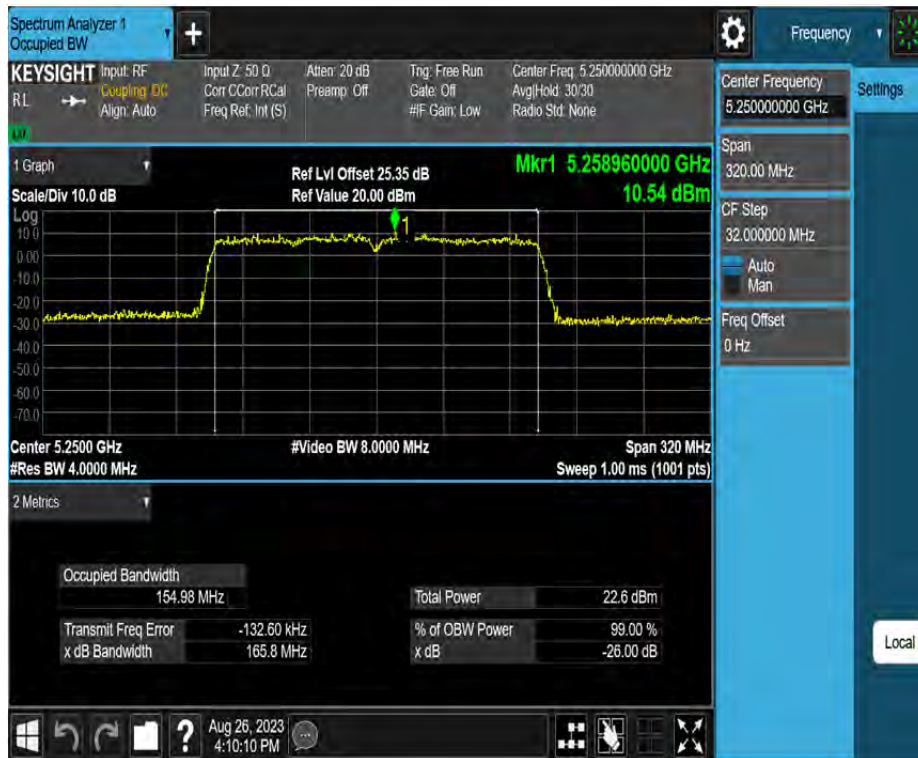 Spectrum Analyzer 1
Occupied BW
+
Frequency
KEYSIGHT
RL
Input: RF
Coupling: DC
Align: Auto
Input Z: 50 Ω
Corr CCorr RCal
Freq Ref: Int (S)
Atten: 20 dB
Preamp: Off
Trig: Free Run
Gate: Off
#IF Gain: Low
Center Freq: 5.250000000 GHz
Avg|Hold: 30/30
Radio Std: None
Center Frequency
5.250000000 GHz
Settings
Span
320.00 MHz
CF Step
32.000000 MHz
Auto
Man
Freq Offset
0 Hz
Local
1 Graph
Scale/Div 10.0 dB
Ref Lvl Offset 25.35 dB
Ref Value 20.00 dBm
Mkr1 5.258960000 GHz
10.54 dBm
Log
10.0
0.00
-10.0
-20.0
-30.0
-40.0
-50.0
-60.0
-70.0
1
Center 5.2500 GHz
#Video BW 8.0000 MHz
Span 320 MHz
#Res BW 4.0000 MHz
Sweep 1.00 ms (1001 pts)
2 Metrics
Occupied Bandwidth
154.98 MHz
Total Power 22.6 dBm
Transmit Freq Error -132.60 kHz
% of OBW Power 99.00 %
x dB Bandwidth 165.8 MHz
x dB -26.00 dB
?
Aug 26, 2023
4:10:10 PM